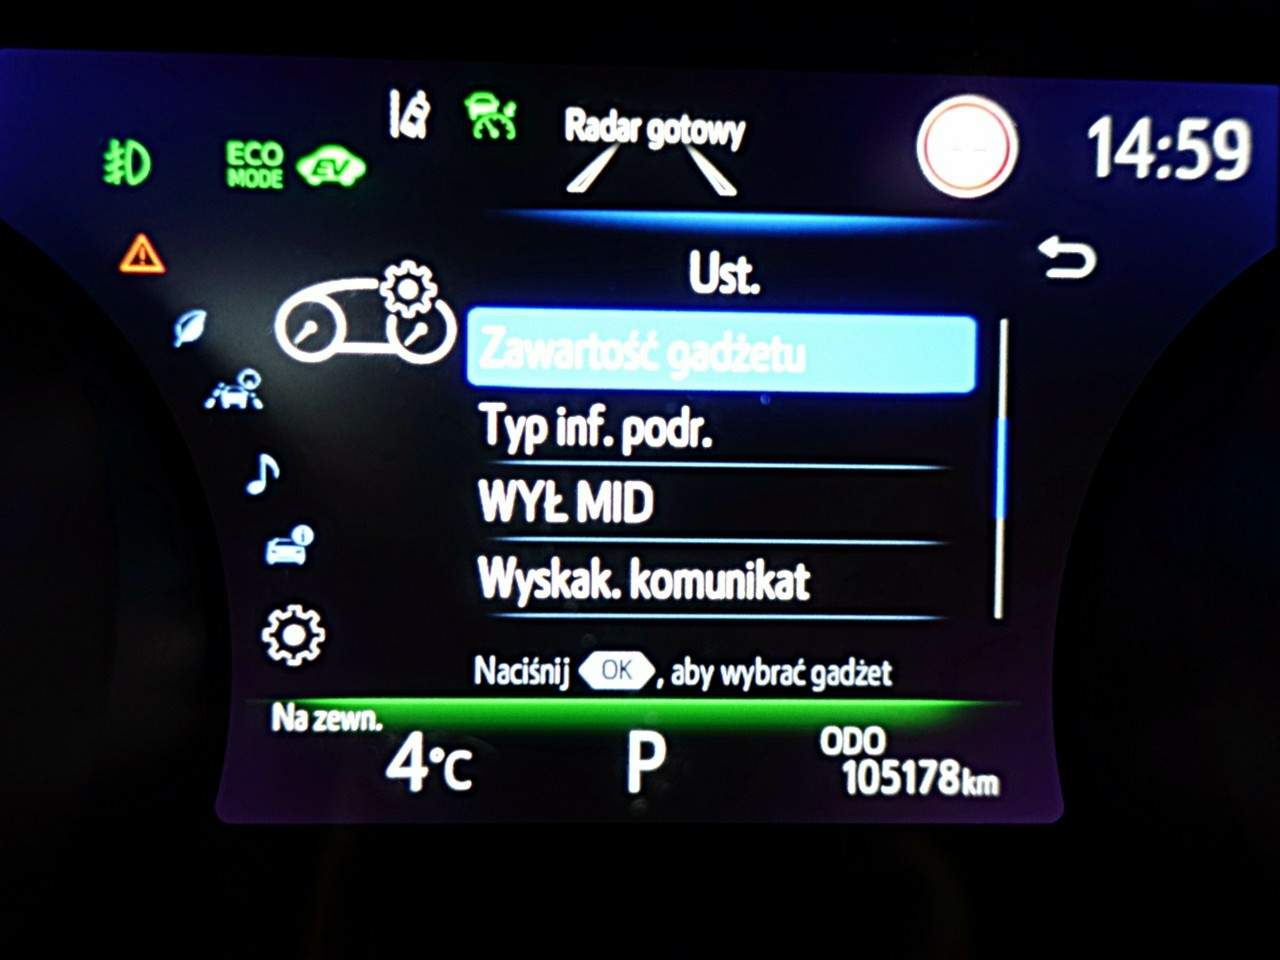 Radar gotowy
14:59
ECO
MODE
EV
Ust.
Zawartość gadżetu
Typ inf. podr.
WYŁ MID
Wyskak. komunikat
Naciśnij OK, aby wybrać gadżet
Na zewn.
4°C
P
ODO
105178km